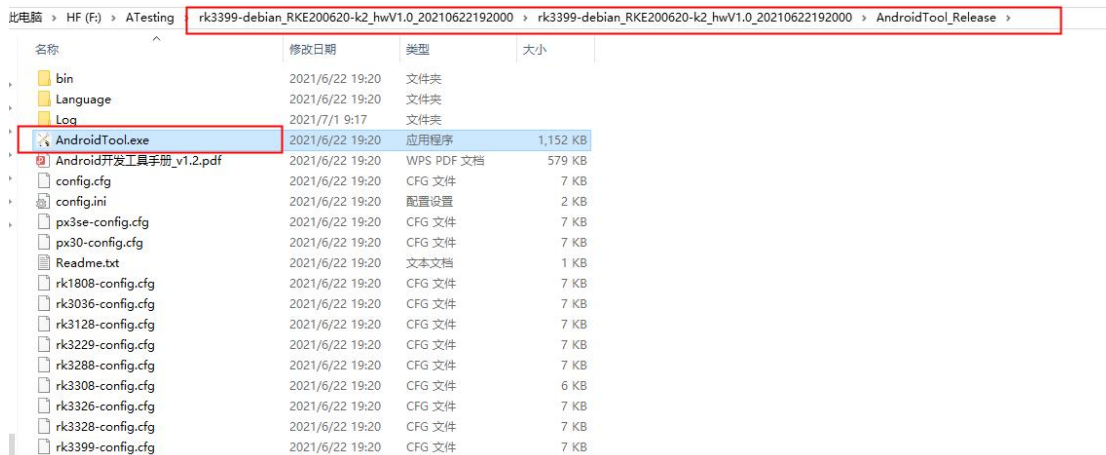 此电脑 > HF (F:) > ATesting > rk3399-debian_RKE200620-k2_hwV1.0_20210622192000 > rk3399-debian_RKE200620-k2_hwV1.0_20210622192000 > AndroidTool_Release >
名称 修改日期 类型 大小
bin 2021/6/22 19:20 文件夹
Language 2021/6/22 19:20 文件夹
Log 2021/7/1 9:17 文件夹
AndroidTool.exe 2021/6/22 19:20 应用程序 1,152 KB
Android开发工具手册_v1.2.pdf 2021/6/22 19:20 WPS PDF 文档 579 KB
config.cfg 2021/6/22 19:20 CFG 文件 7 KB
config.ini 2021/6/22 19:20 配置设置 2 KB
px3se-config.cfg 2021/6/22 19:20 CFG 文件 7 KB
px30-config.cfg 2021/6/22 19:20 CFG 文件 7 KB
Readme.txt 2021/6/22 19:20 文本文档 1 KB
rk1808-config.cfg 2021/6/22 19:20 CFG 文件 7 KB
rk3036-config.cfg 2021/6/22 19:20 CFG 文件 7 KB
rk3128-config.cfg 2021/6/22 19:20 CFG 文件 7 KB
rk3229-config.cfg 2021/6/22 19:20 CFG 文件 7 KB
rk3288-config.cfg 2021/6/22 19:20 CFG 文件 7 KB
rk3308-config.cfg 2021/6/22 19:20 CFG 文件 6 KB
rk3326-config.cfg 2021/6/22 19:20 CFG 文件 7 KB
rk3328-config.cfg 2021/6/22 19:20 CFG 文件 7 KB
rk3399-config.cfg 2021/6/22 19:20 CFG 文件 7 KB